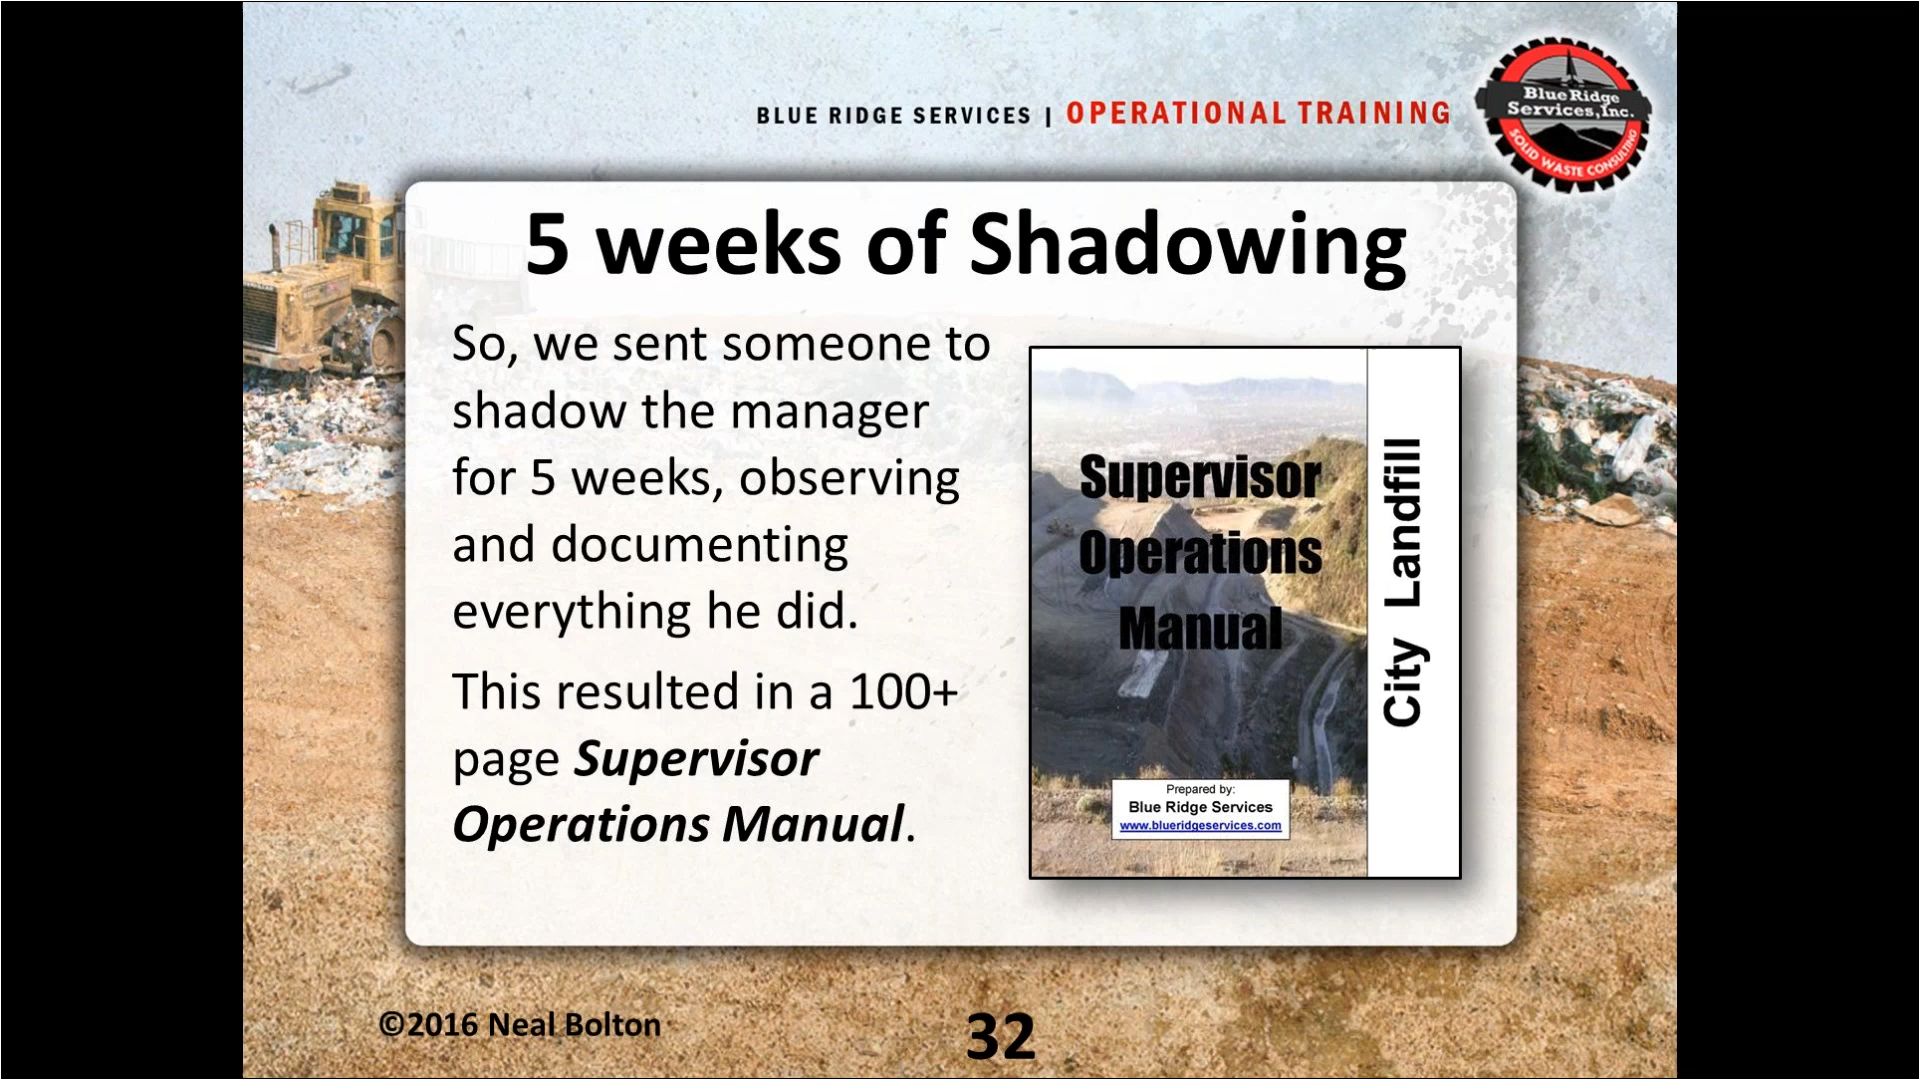 BLUE RIDGE SERVICES | OPERATIONAL TRAINING
Blue Ridge
Services, Inc.
SOLID WASTE CONSULTING
5 weeks of Shadowing
So, we sent someone to
shadow the manager
for 5 weeks, observing
and documenting
everything he did.
This resulted in a 100+
page Supervisor
Operations Manual.
Supervisor
Operations
Manual
City Landfill
Prepared by:
Blue Ridge Services
www.blueridgeservices.com
©2016 Neal Bolton
32